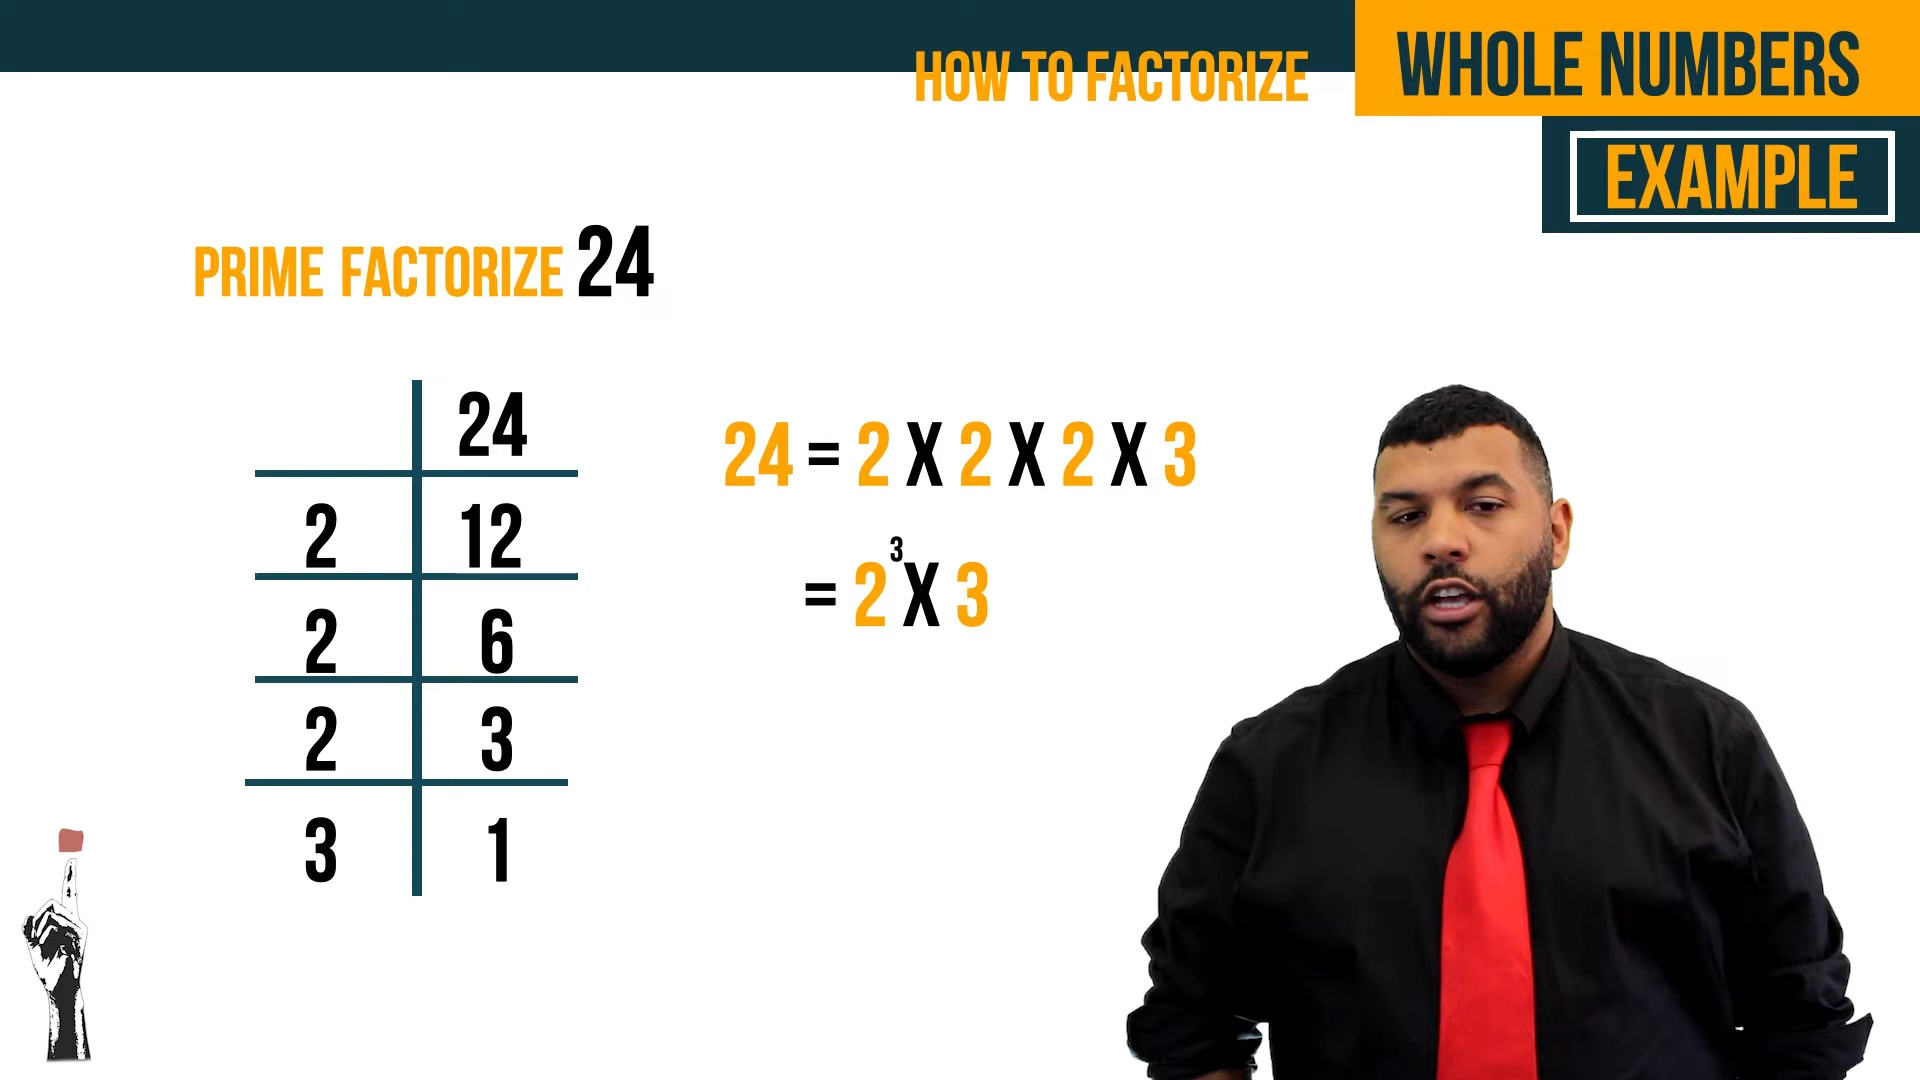 HOW TO FACTORIZE
WHOLE NUMBERS
EXAMPLE
PRIME FACTORIZE 24
24
2 12
2 6
2 3
3 1
24 = 2 X 2 X 2 X 3
= 2³ X 3